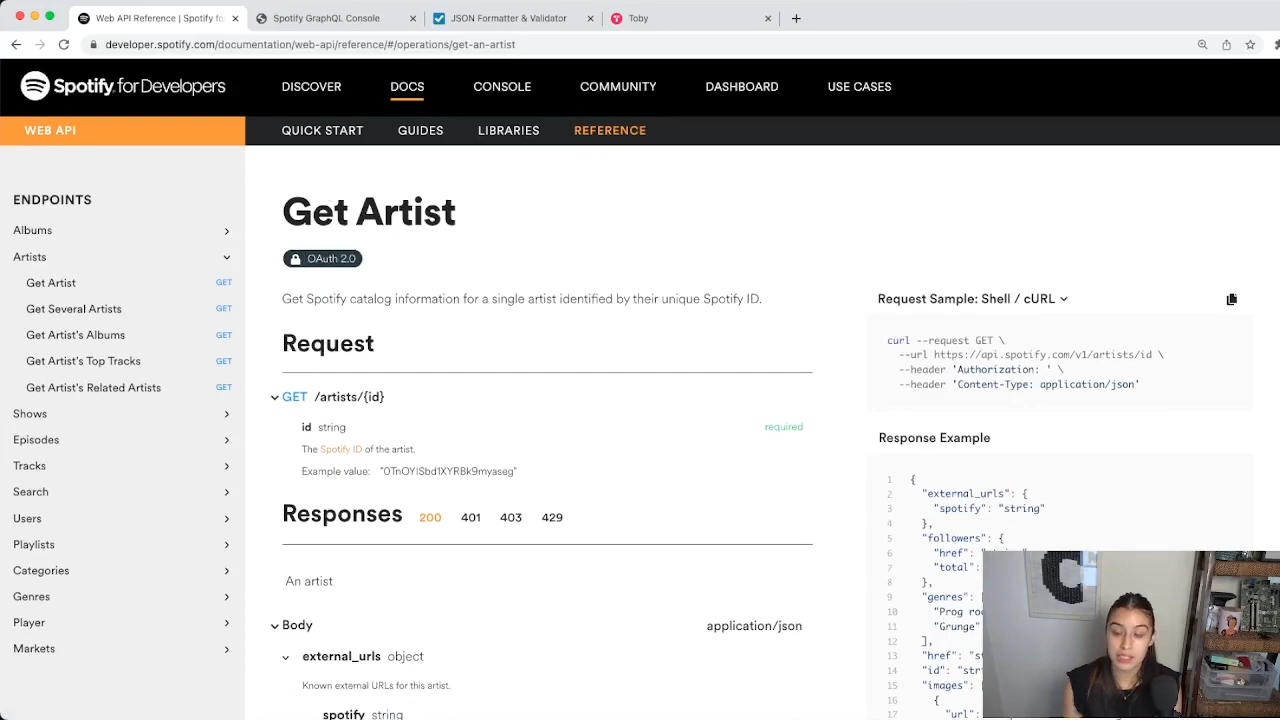 Web API Reference | Spotify fo
Spotify GraphQL Console
JSON Formatter & Validator
Toby
developer.spotify.com/documentation/web-api/reference/#/operations/get-an-artist
Spotify for Developers
DISCOVER
DOCS
CONSOLE
COMMUNITY
DASHBOARD
USE CASES
WEB API
QUICK START
GUIDES
LIBRARIES
REFERENCE
ENDPOINTS
Albums
Artists
Get Artist GET
Get Several Artists GET
Get Artist's Albums GET
Get Artist's Top Tracks GET
Get Artist's Related Artists GET
Shows
Episodes
Tracks
Search
Users
Playlists
Categories
Genres
Player
Markets
Get Artist
OAuth 2.0
Get Spotify catalog information for a single artist identified by their unique Spotify ID.
Request
GET /artists/{id}
id string required
The Spotify ID of the artist.
Example value: "0TnOYISbd1XYRBk9myaseg"
Responses 200 401 403 429
An artist
Body application/json
external_urls object
Known external URLs for this artist.
spotify string
Request Sample: Shell / cURL
curl --request GET \
--url https://api.spotify.com/v1/artists/id \
--header 'Authorization: ' \
--header 'Content-Type: application/json'
Response Example
1 {
2 "external_urls": {
3 "spotify": "string"
4 },
5 "followers": {
6 "href":
7 "total":
8 },
9 "genres":
10 "Prog
11 "Grunge"
12 ],
13 "href":
14 "id":
15 "images":
16 {
17 "url":